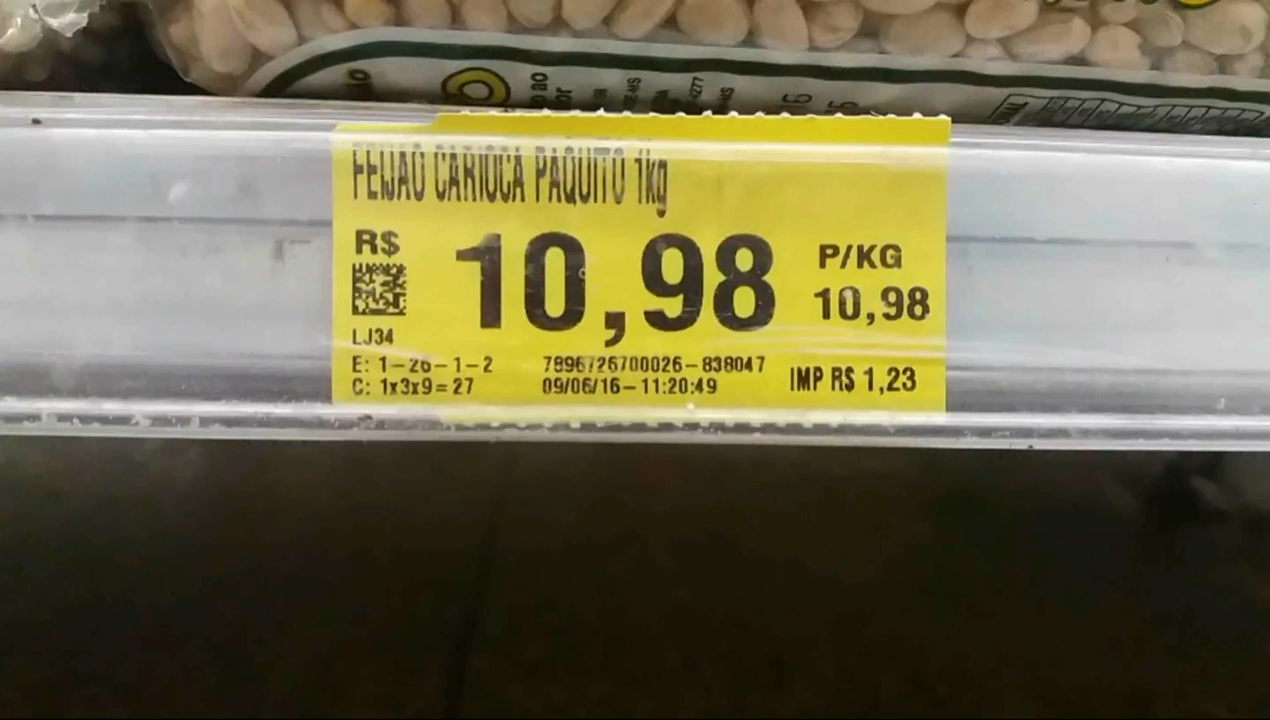 FEIJAO CARIOCA PAQUITO 1kg
R$ 10,98
P/KG
10,98
LJ34
E: 1-26-1-2
7896726700026-838047
C: 1x3x9=27
09/06/16-11:20:49
IMP R$ 1,23